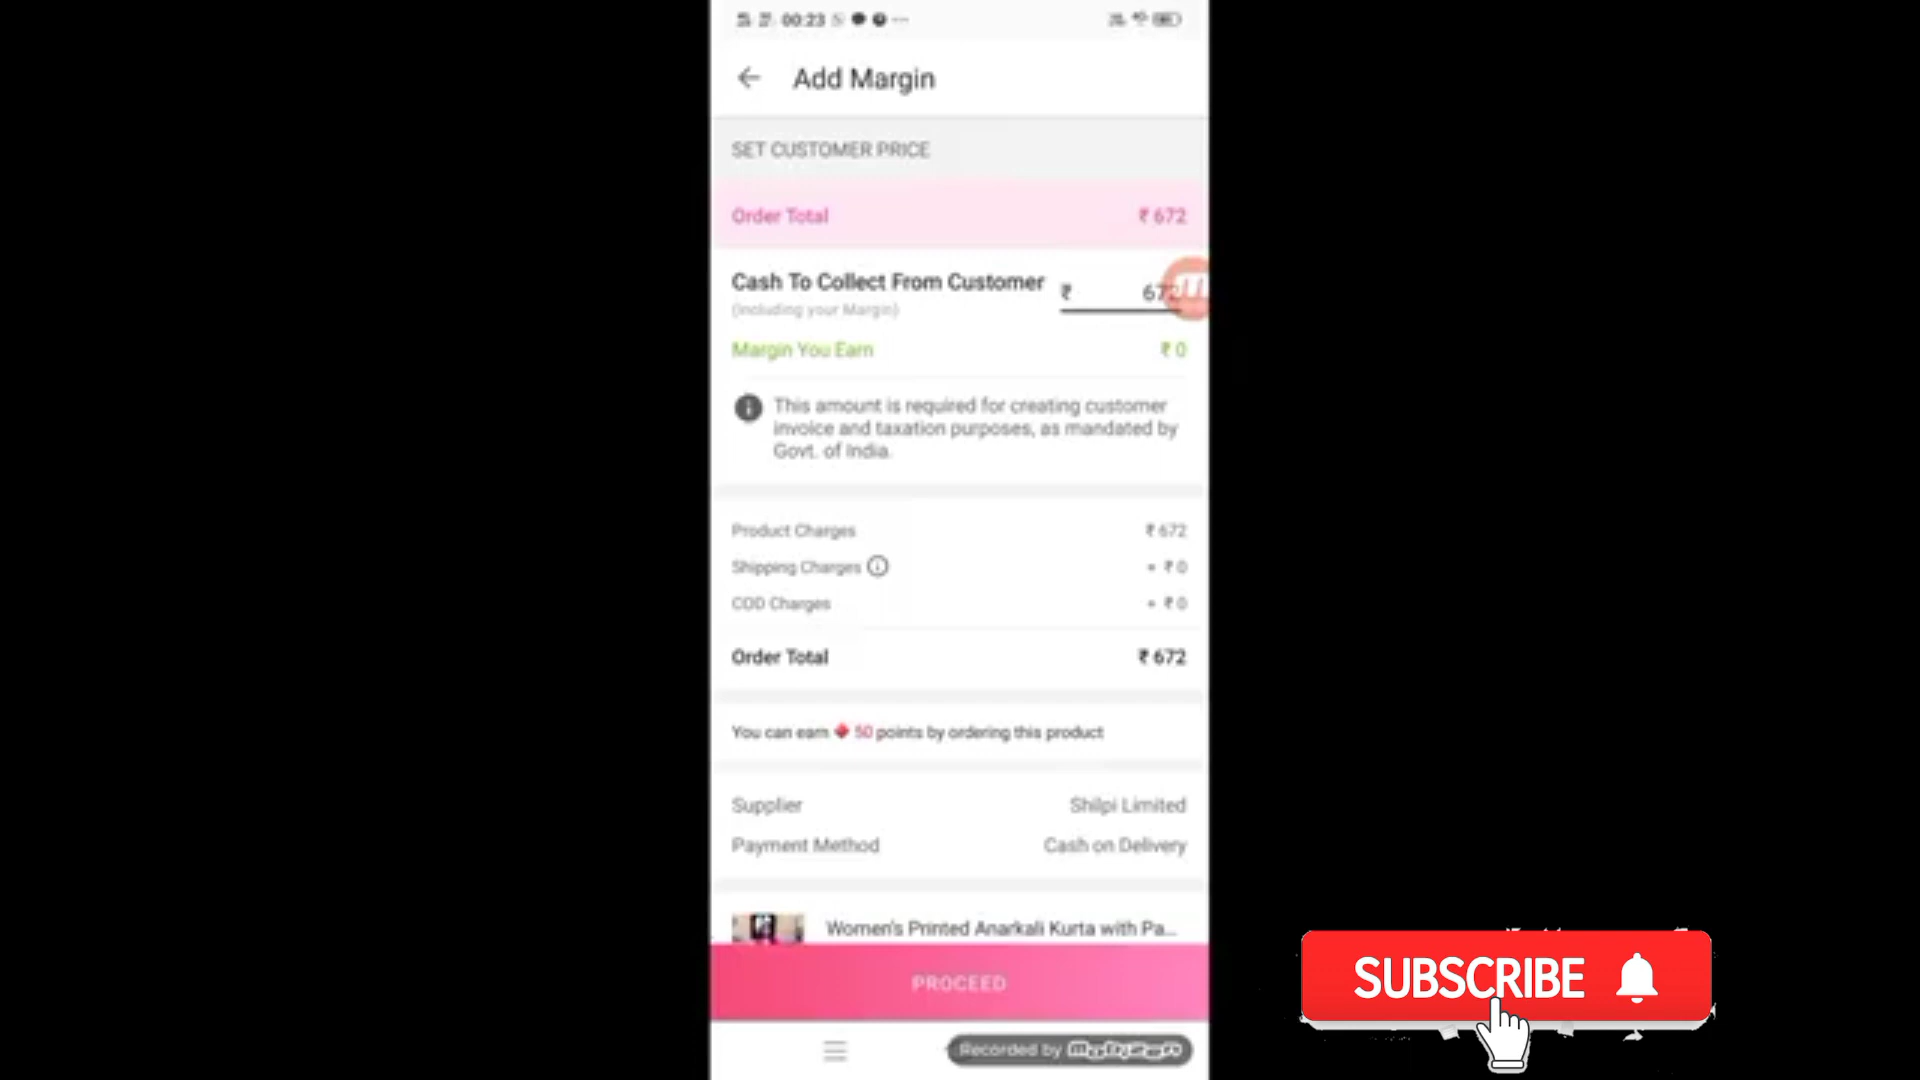 00:23
Add Margin
SET CUSTOMER PRICE
Order Total ₹ 672
Cash To Collect From Customer ₹ 672
(Including your Margin)
Margin You Earn ₹ 0
This amount is required for creating customer
invoice and taxation purposes, as mandated by
Govt. of India.
Product Charges ₹ 672
Shipping Charges + ₹ 0
COD Charges + ₹ 0
Order Total ₹ 672
You can earn 50 points by ordering this product
Supplier Shilpi Limited
Payment Method Cash on Delivery
Women's Printed Anarkali Kurta with Pa...
PROCEED
SUBSCRIBE
Recorded by